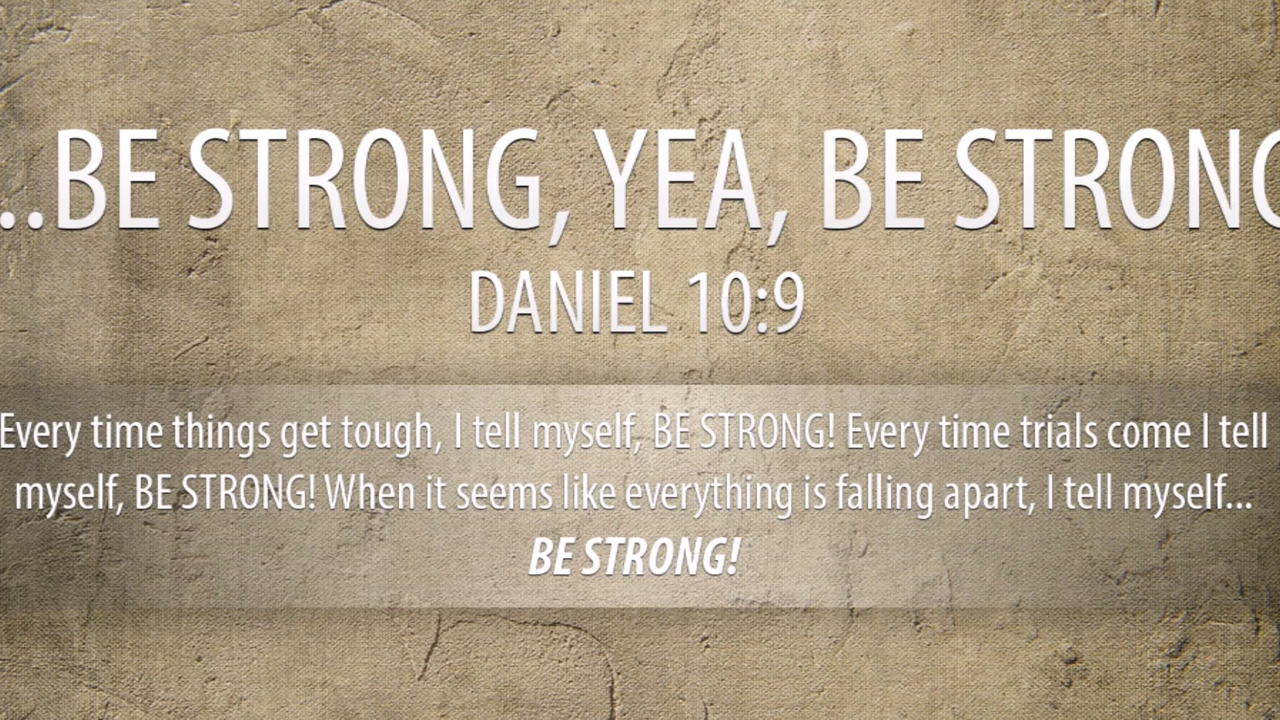 ..BE STRONG, YEA, BE STRONG
DANIEL 10:9
Every time things get tough, I tell myself, BE STRONG! Every time trials come I tell
myself, BE STRONG! When it seems like everything is falling apart, I tell myself...
BE STRONG!